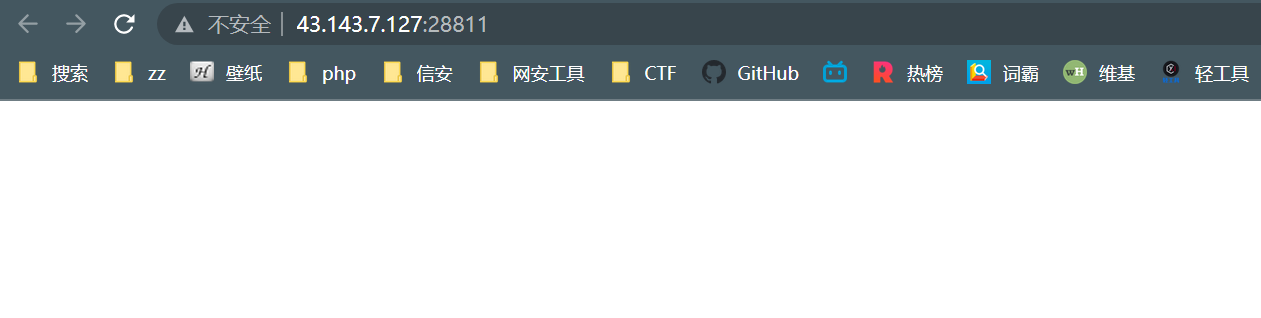 不安全 43.143.7.127:28811
搜索 zz 壁纸 php 信安 网安工具 CTF GitHub 热榜 词霸 维基 轻工具